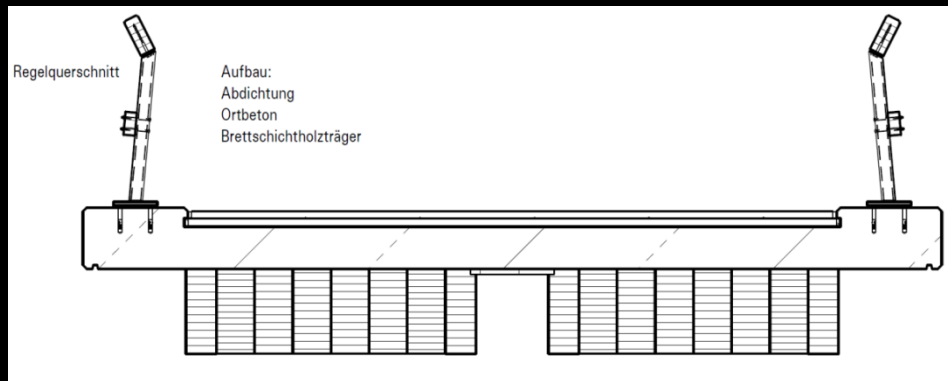 Regelquerschnitt
Aufbau:
Abdichtung
Ortbeton
Brettschichtholzträger